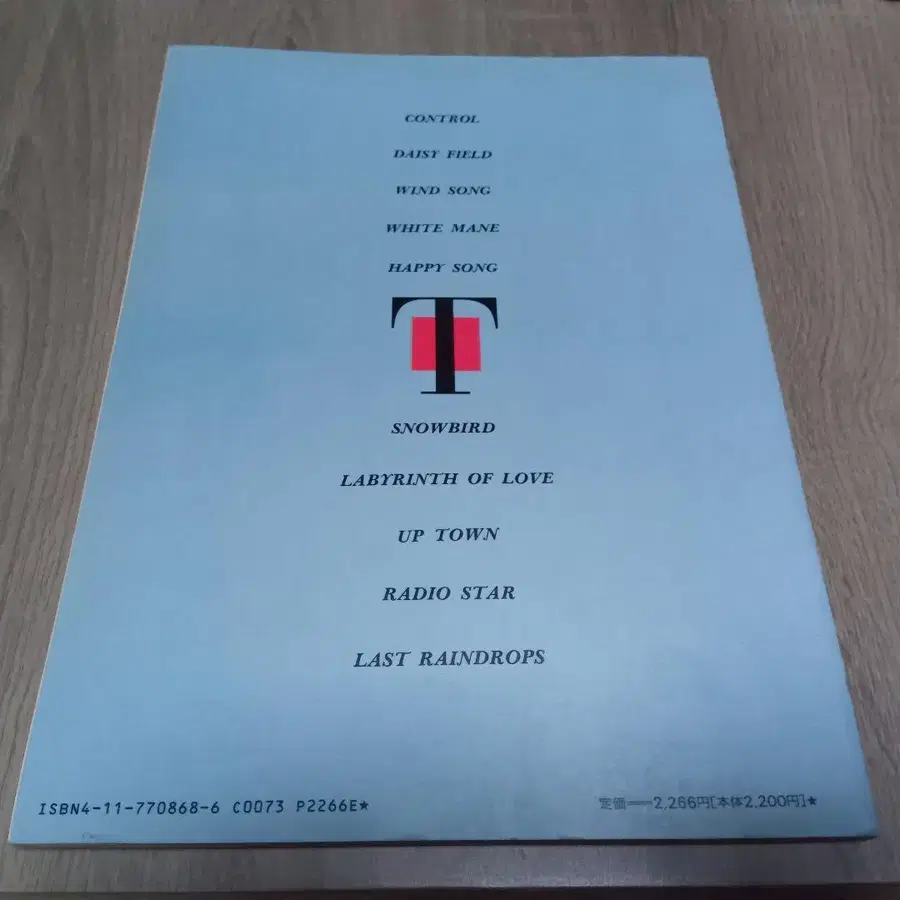 CONTROL
DAISY FIELD
WIND SONG
WHITE MANE
HAPPY SONG
T
SNOWBIRD
LABYRINTH OF LOVE
UP TOWN
RADIO STAR
LAST RAINDROPS
ISBN4-11-770868-6 C0073 P2266E★
定価──2,266円[本体2,200円]★